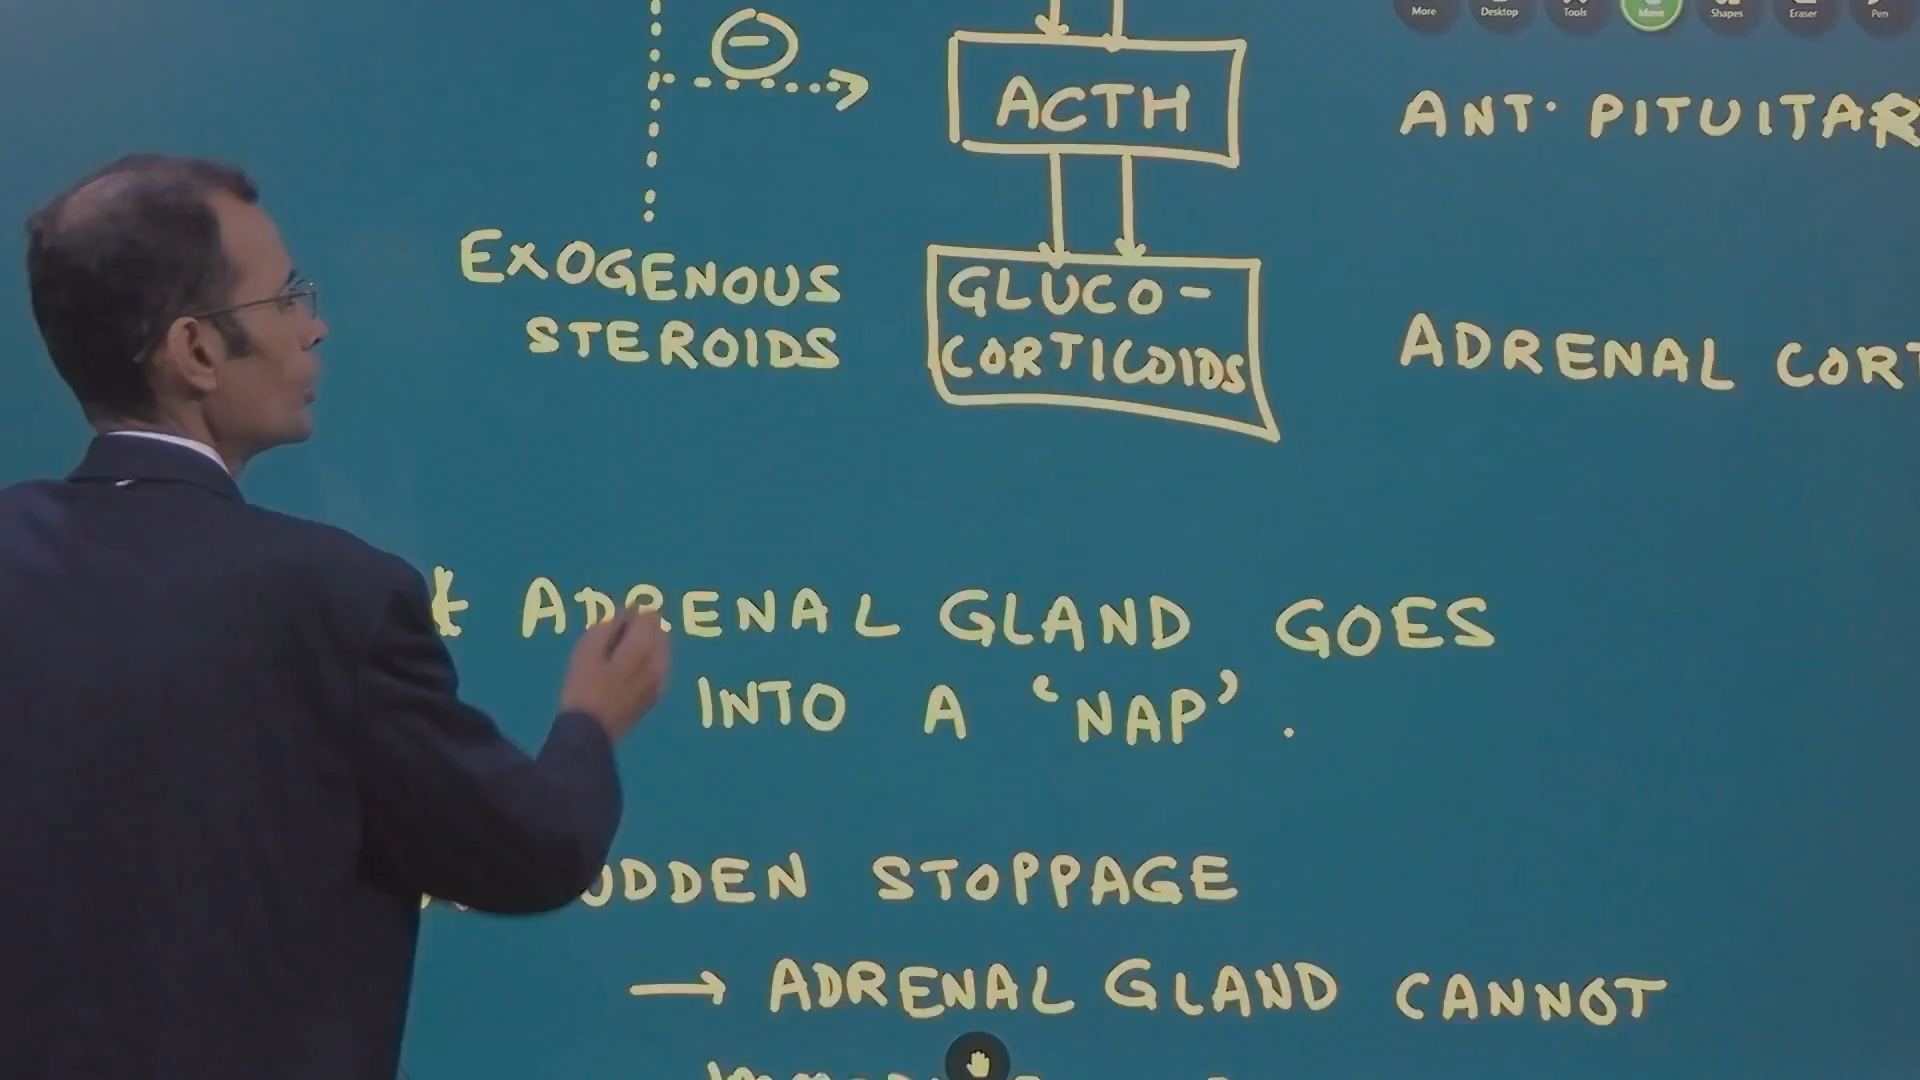 More Desktop Tools Move Shapes Eraser Pen
ACTH
ANT. PITUITAR
EXOGENOUS
STEROIDS
GLUCO-
CORTICOIDS
ADRENAL CORT
* ADRENAL GLAND GOES
INTO A 'NAP'.
UDDEN STOPPAGE
→ ADRENAL GLAND CANNOT